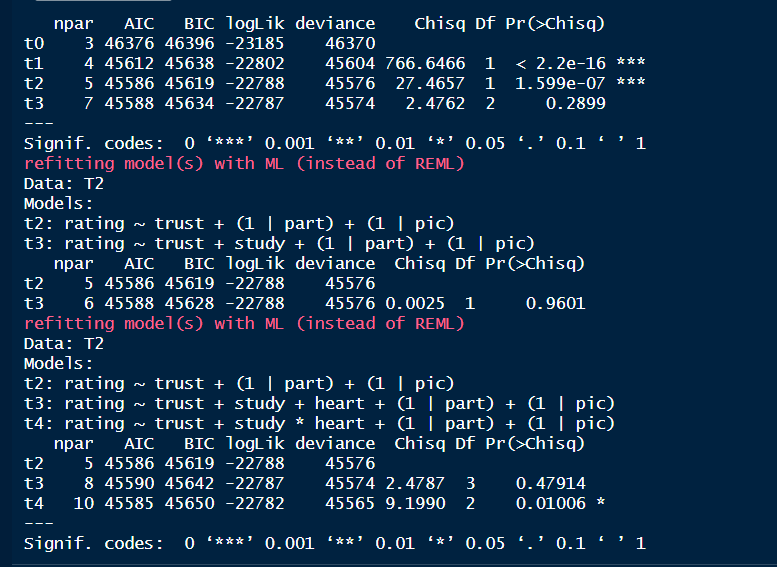 npar   AIC   BIC logLik deviance    Chisq Df Pr(>Chisq)
t0    3 46376 46396 -23185    46370
t1    4 45612 45638 -22802    45604 766.6466  1  < 2.2e-16 ***
t2    5 45586 45619 -22788    45576  27.4657  1  1.599e-07 ***
t3    7 45588 45634 -22787    45574   2.4762  2     0.2899
---
Signif. codes:  0 ‘***’ 0.001 ‘**’ 0.01 ‘*’ 0.05 ‘.’ 0.1 ‘ ’ 1
refitting model(s) with ML (instead of REML)
Data: T2
Models:
t2: rating ~ trust + (1 | part) + (1 | pic)
t3: rating ~ trust + study + (1 | part) + (1 | pic)
   npar   AIC   BIC logLik deviance  Chisq Df Pr(>Chisq)
t2    5 45586 45619 -22788    45576
t3    6 45588 45628 -22788    45576 0.0025  1     0.9601
refitting model(s) with ML (instead of REML)
Data: T2
Models:
t2: rating ~ trust + (1 | part) + (1 | pic)
t3: rating ~ trust + study + heart + (1 | part) + (1 | pic)
t4: rating ~ trust + study * heart + (1 | part) + (1 | pic)
   npar   AIC   BIC logLik deviance  Chisq Df Pr(>Chisq)
t2    5 45586 45619 -22788    45576
t3    8 45590 45642 -22787    45574 2.4787  3    0.47914
t4   10 45585 45650 -22782    45565 9.1990  2    0.01006 *
---
Signif. codes:  0 ‘***’ 0.001 ‘**’ 0.01 ‘*’ 0.05 ‘.’ 0.1 ‘ ’ 1